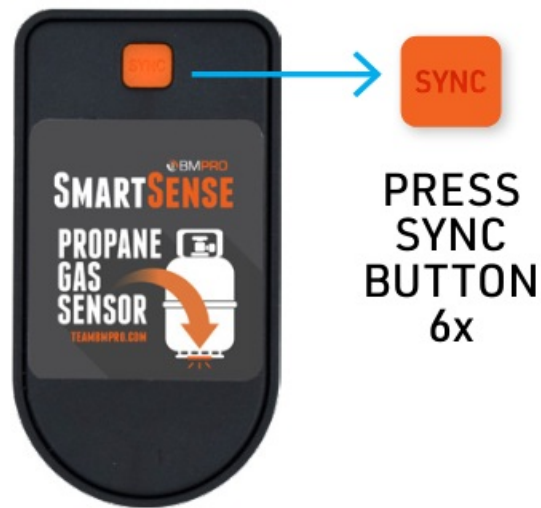 SYNC
BMPRO
SMARTSENSE
PROPANE
GAS
SENSOR
TEAMBMPRO.COM
SYNC
PRESS
SYNC
BUTTON
6x